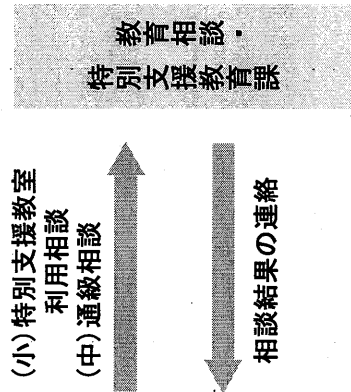 教育相談・
特別支援教育課
(小)特別支援教室
利用相談
(中)通級相談
相談結果の連絡